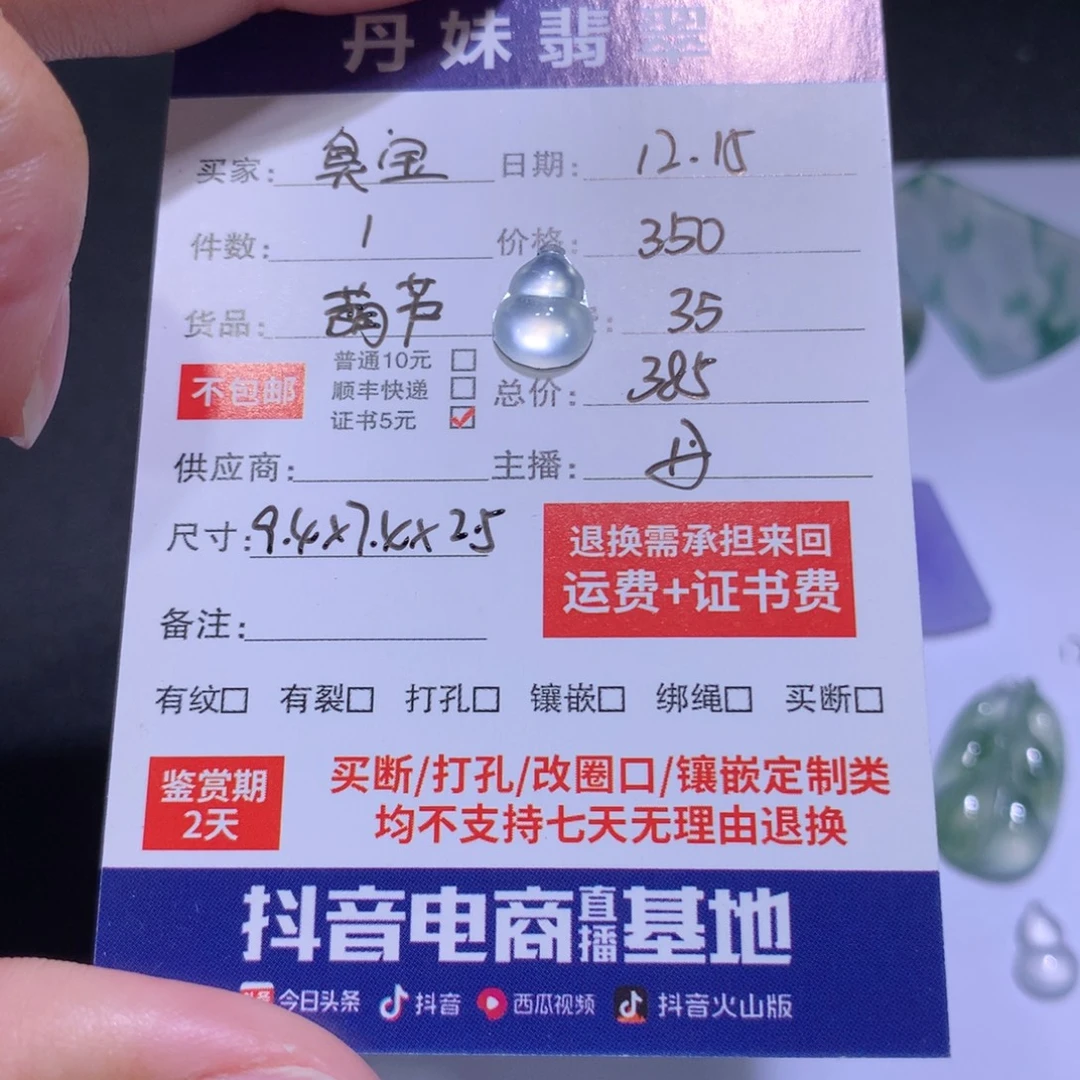 丹妹翡翠
买家: 臭宝 日期: 12.15
件数: 1 价格: 350
货品: 葫芦 35
普通10元
不包邮 顺丰快递 总价: 385
证书5元
供应商: 主播: 丹
尺寸: 9.4x7.4x2.5
退换需承担来回
运费+证书费
备注:
有纹 有裂 打孔 镶嵌 绑绳 买断
鉴赏期
2天
买断/打孔/改圈口/镶嵌定制类
均不支持七天无理由退换
抖音电商直播基地
今日头条 抖音 西瓜视频 抖音火山版